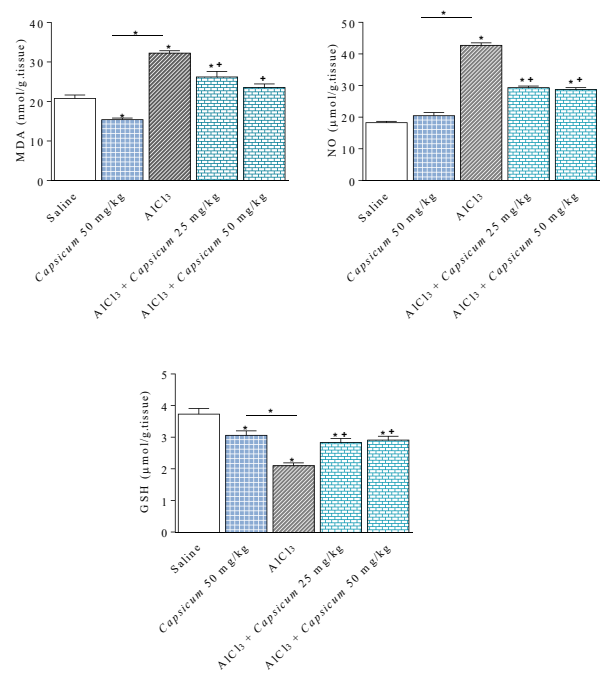 MDA (nmol/g.tissue)
40
30
20
10
0
*
*
*
* +
+
Saline
Capsicum 50 mg/kg
AlCl3
AlCl3 + Capsicum 25 mg/kg
AlCl3 + Capsicum 50 mg/kg
NO (µmol/g.tissue)
50
40
30
20
10
0
*
*
* +
* +
Saline
Capsicum 50 mg/kg
AlCl3
AlCl3 + Capsicum 25 mg/kg
AlCl3 + Capsicum 50 mg/kg
GSH (µmol/g.tissue)
5
4
3
2
1
0
*
*
*
* +
* +
Saline
Capsicum 50 mg/kg
AlCl3
AlCl3 + Capsicum 25 mg/kg
AlCl3 + Capsicum 50 mg/kg